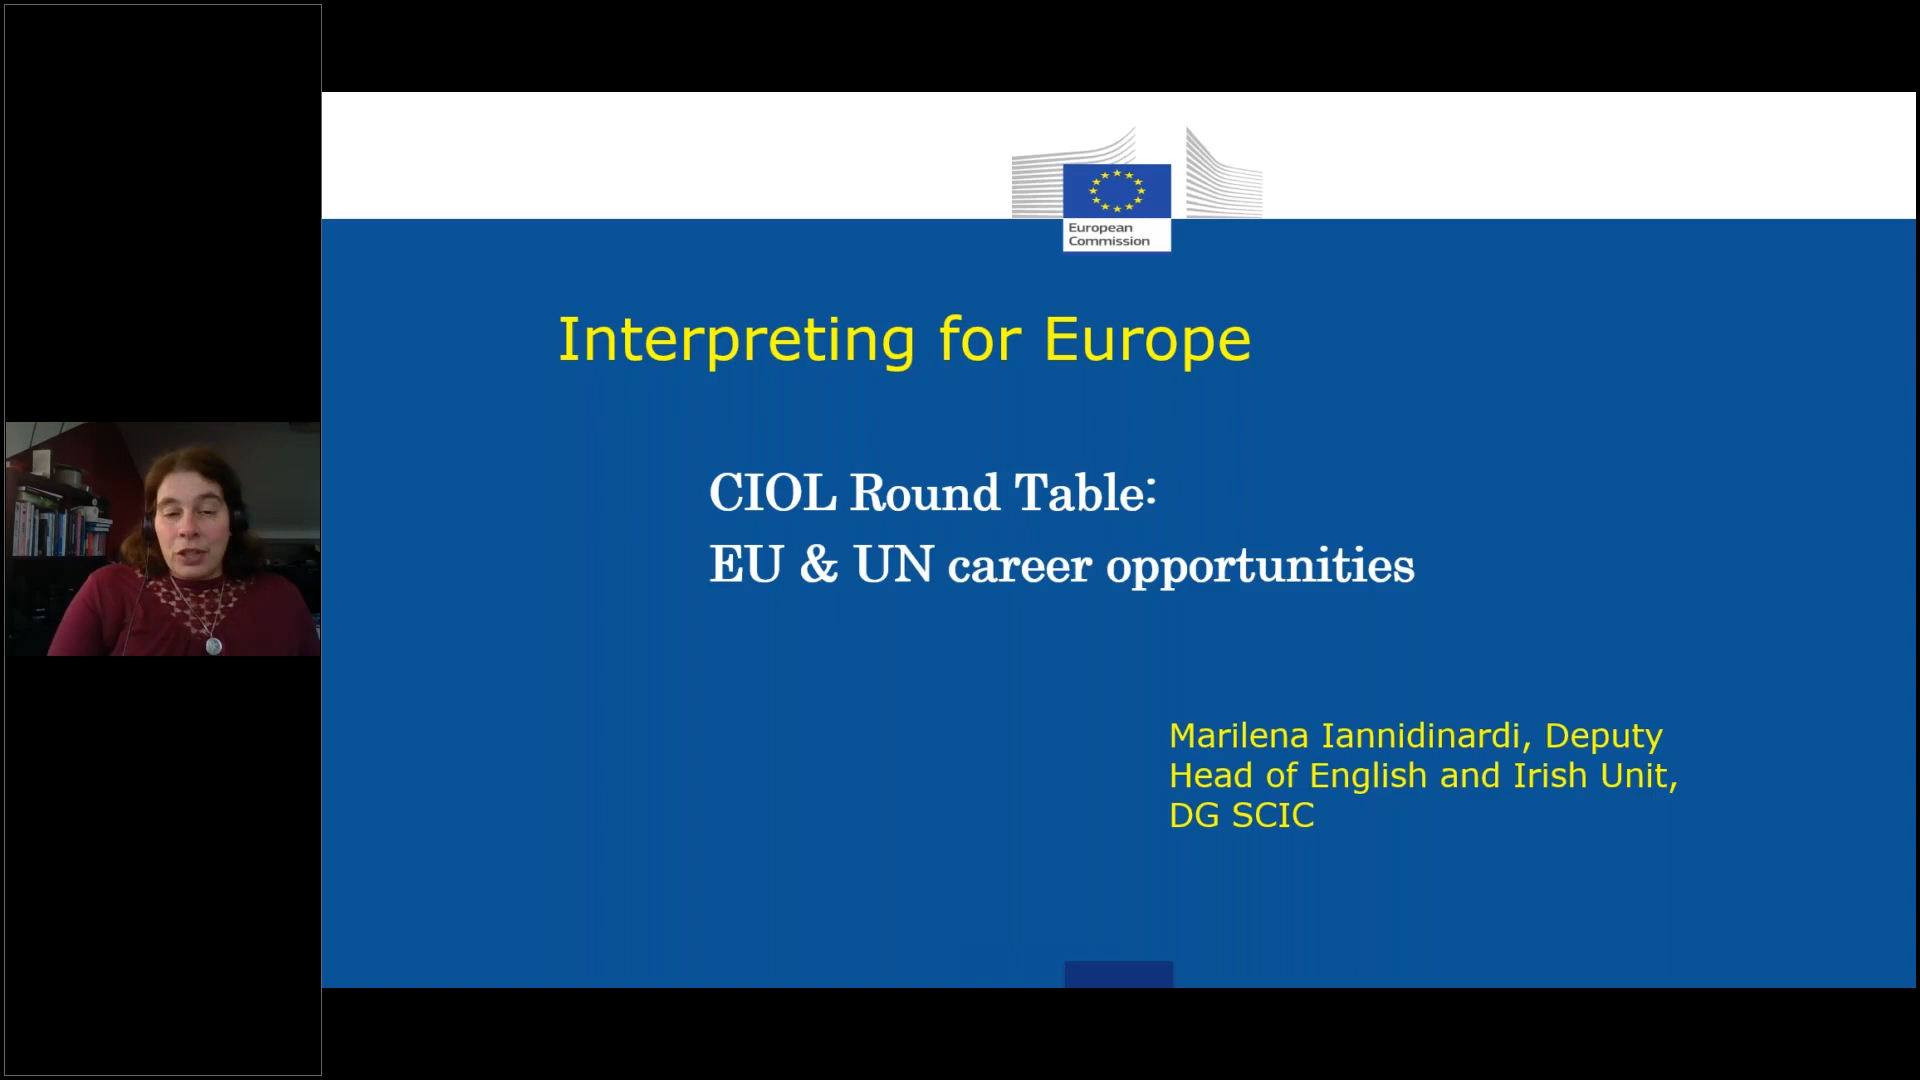 European
Commission
Interpreting for Europe
CIOL Round Table:
EU & UN career opportunities
Marilena Iannidinardi, Deputy
Head of English and Irish Unit,
DG SCIC